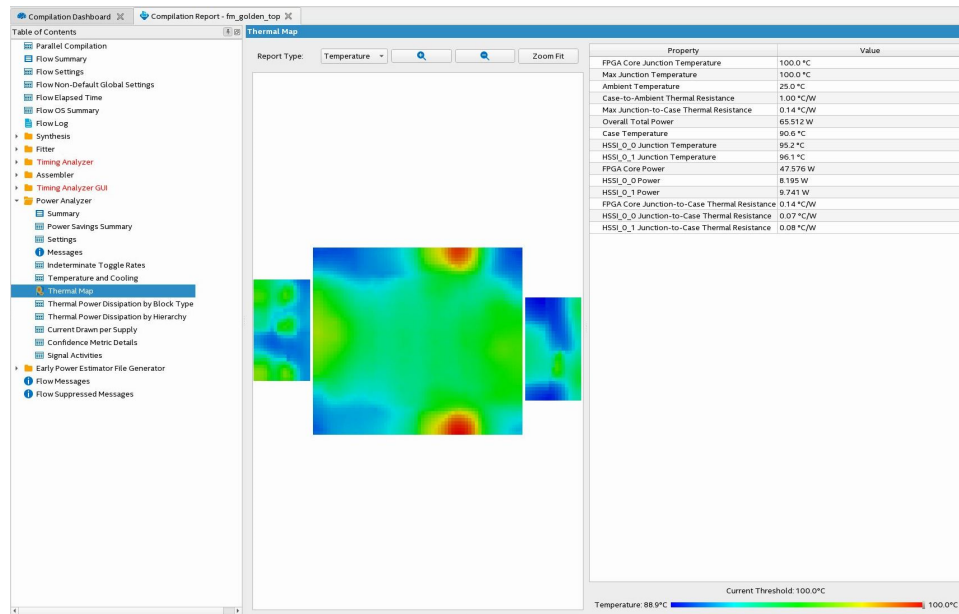 Compilation Dashboard
Compilation Report - fm_golden_top
Table of Contents
Parallel Compilation
Flow Summary
Flow Settings
Flow Non-Default Global Settings
Flow Elapsed Time
Flow OS Summary
Flow Log
Synthesis
Fitter
Timing Analyzer
Assembler
Timing Analyzer GUI
Power Analyzer
Summary
Power Savings Summary
Settings
Messages
Indeterminate Toggle Rates
Temperature and Cooling
Thermal Map
Thermal Power Dissipation by Block Type
Thermal Power Dissipation by Hierarchy
Current Drawn per Supply
Confidence Metric Details
Signal Activities
Early Power Estimator File Generator
Flow Messages
Flow Suppressed Messages
Thermal Map
Report Type: Temperature Zoom Fit
Property Value
FPGA Core Junction Temperature 100.0 °C
Max Junction Temperature 100.0 °C
Ambient Temperature 25.0 °C
Case-to-Ambient Thermal Resistance 1.00 °C/W
Max Junction-to-Case Thermal Resistance 0.14 °C/W
Overall Total Power 65.512 W
Case Temperature 90.6 °C
HSSI_0_0 Junction Temperature 95.2 °C
HSSI_0_1 Junction Temperature 96.1 °C
FPGA Core Power 47.576 W
HSSI_0_0 Power 8.195 W
HSSI_0_1 Power 9.741 W
FPGA Core Junction-to-Case Thermal Resistance 0.14 °C/W
HSSI_0_0 Junction-to-Case Thermal Resistance 0.07 °C/W
HSSI_0_1 Junction-to-Case Thermal Resistance 0.08 °C/W
Current Threshold: 100.0°C
Temperature: 88.9°C 100.0°C